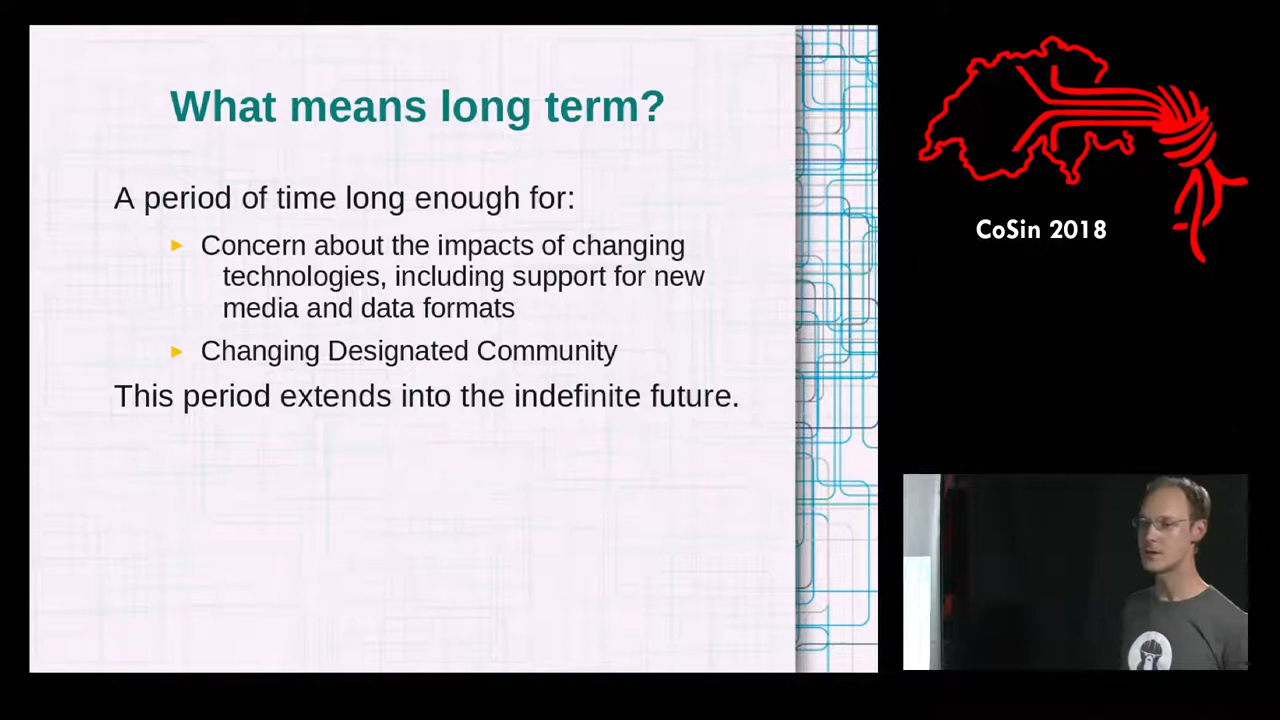 What means long term?
A period of time long enough for:
Concern about the impacts of changing
technologies, including support for new
media and data formats
Changing Designated Community
This period extends into the indefinite future.
CoSin 2018